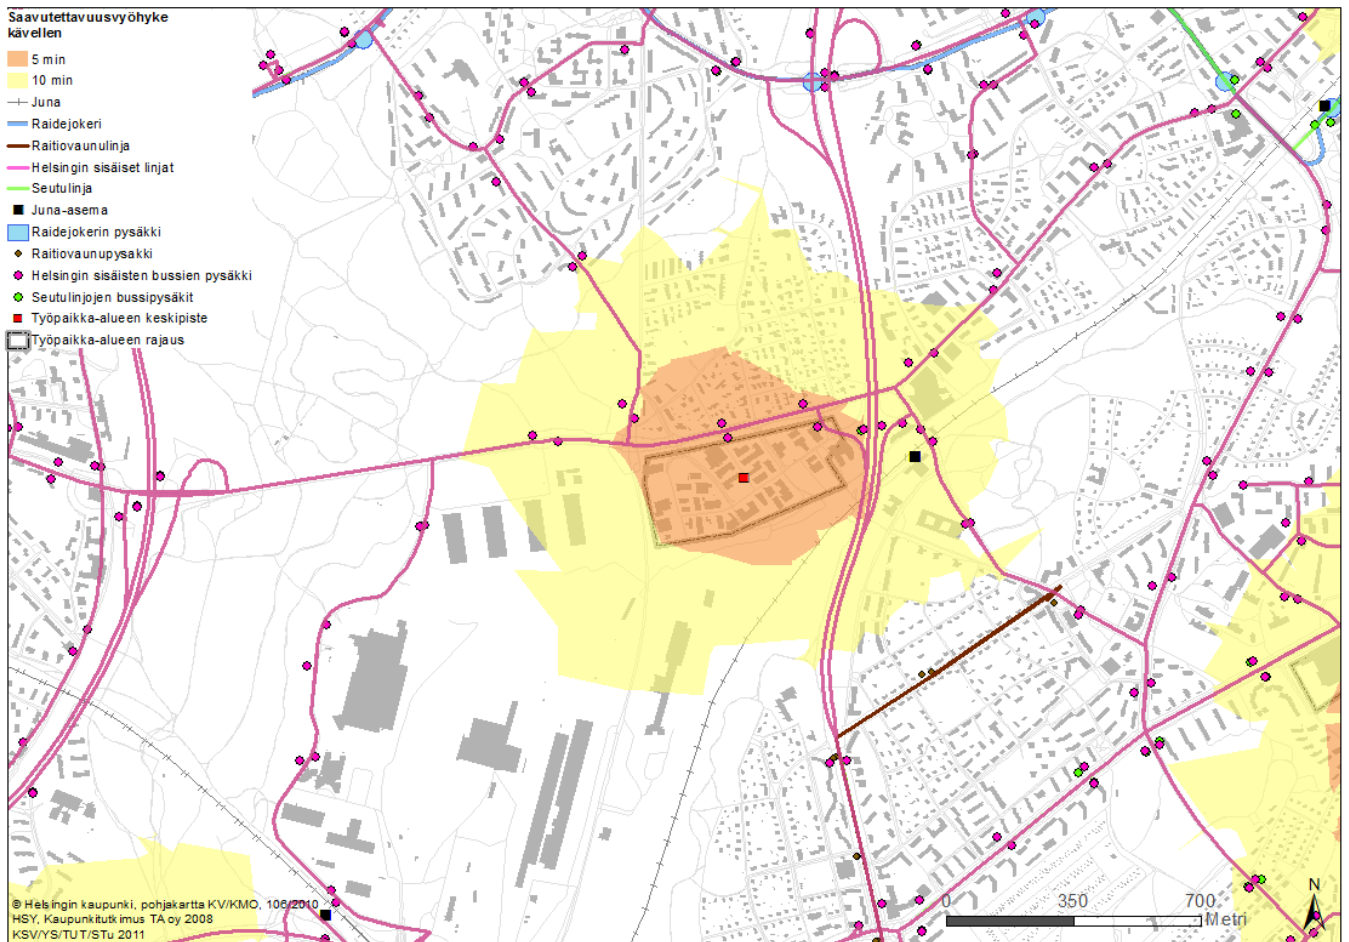 Saavutettavuusvyöhyke
kävellen
5 min
10 min
Juna
Raidejokeri
Raitiovaunulinja
Helsingin sisäiset linjat
Seutulinja
Juna-asema
Raidejokerin pysäkki
Raitiovaunupysäkki
Helsingin sisäisten bussien pysäkki
Seutulinjojen bussipysäkit
Työpaikka-alueen keskipiste
Työpaikka-alueen rajaus
© Helsingin kaupunki, pohjakartta KV/KMO, 106/2010
HSY, Kaupunkitutkimus TA oy 2008
KSV/YS/TUT/STu 2011
0 350 700
Metri
N